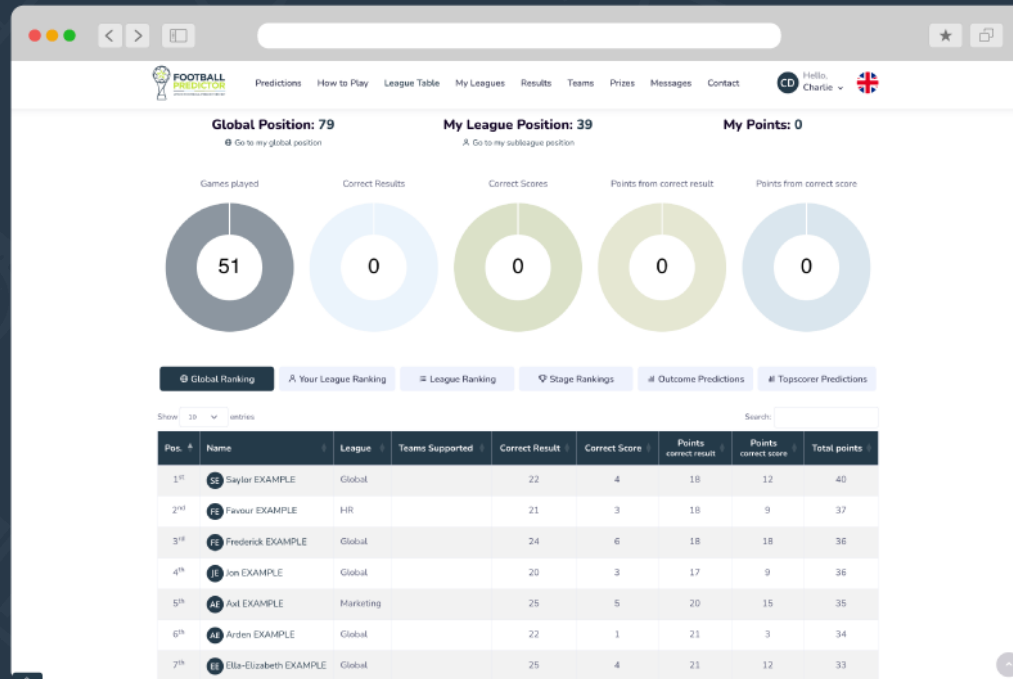 FOOTBALL
PREDICTOR
Predictions How to Play League Table My Leagues Results Teams Prizes Messages Contact
CD Hello,
Charlie
Global Position: 79 My League Position: 39 My Points: 0
Go to my global position Go to my subleague position
Games played Correct Results Correct Scores Points from correct result Points from correct score
51 0 0 0 0
Global Ranking Your League Ranking League Ranking Stage Rankings Outcome Predictions Topscorer Predictions
Show 10 entries Search:
Pos. Name League Teams Supported Correct Result Correct Score Points correct result Points correct score Total points
1st SE Saylor EXAMPLE Global 22 4 18 12 40
2nd FE Favour EXAMPLE HR 21 3 18 9 37
3rd FE Frederick EXAMPLE Global 24 6 18 18 36
4th JE Jon EXAMPLE Global 20 3 17 9 36
5th AE Axl EXAMPLE Marketing 25 5 20 15 35
6th AE Arden EXAMPLE Global 22 1 21 3 34
7th EE Ella-Elizabeth EXAMPLE Global 25 4 21 12 33